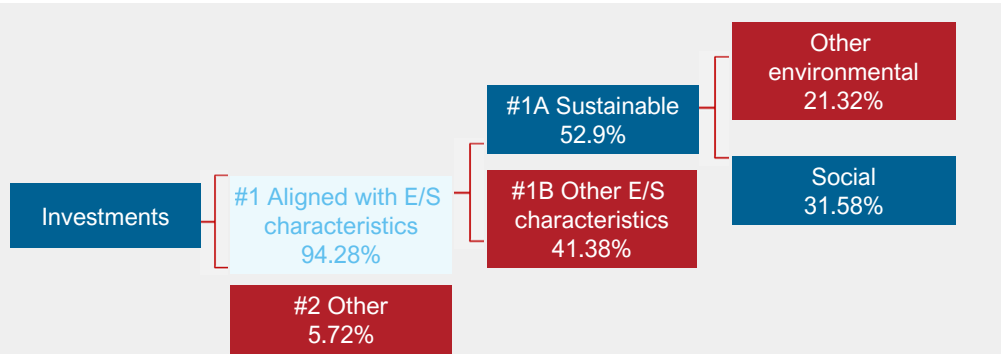 Investments
#1 Aligned with E/S
characteristics
94.28%
#2 Other
5.72%
#1A Sustainable
52.9%
#1B Other E/S
characteristics
41.38%
Other
environmental
21.32%
Social
31.58%